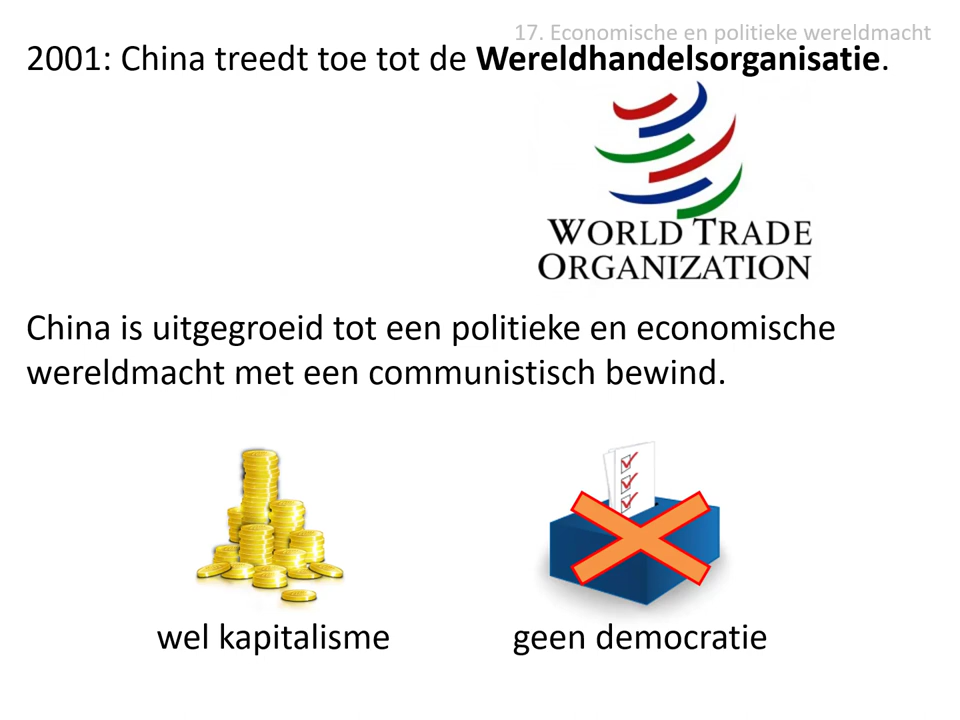 17. Economische en politieke wereldmacht
2001: China treedt toe tot de Wereldhandelsorganisatie.
WORLD TRADE
ORGANIZATION
China is uitgegroeid tot een politieke en economische
wereldmacht met een communistisch bewind.
wel kapitalisme
geen democratie